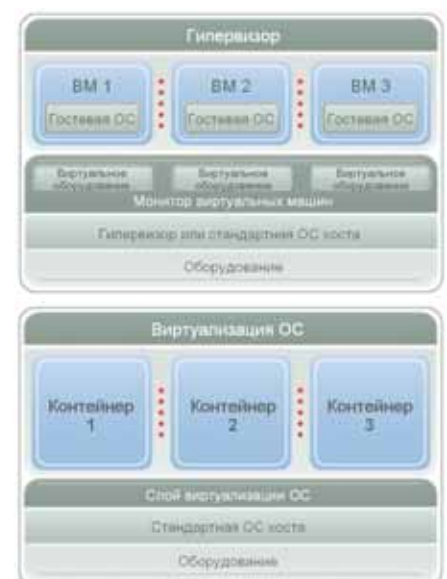 Гипервизор
ВМ 1 ВМ 2 ВМ 3
Гостевая ОС Гостевая ОС Гостевая ОС
Виртуальное Виртуальное Виртуальное
оборудование оборудование оборудование
Монитор виртуальных машин
Гипервизор или стандартная ОС хоста
Оборудование
Виртуализация ОС
Контейнер Контейнер Контейнер
1 2 3
Слой виртуализации ОС
Стандартная ОС хоста
Оборудование